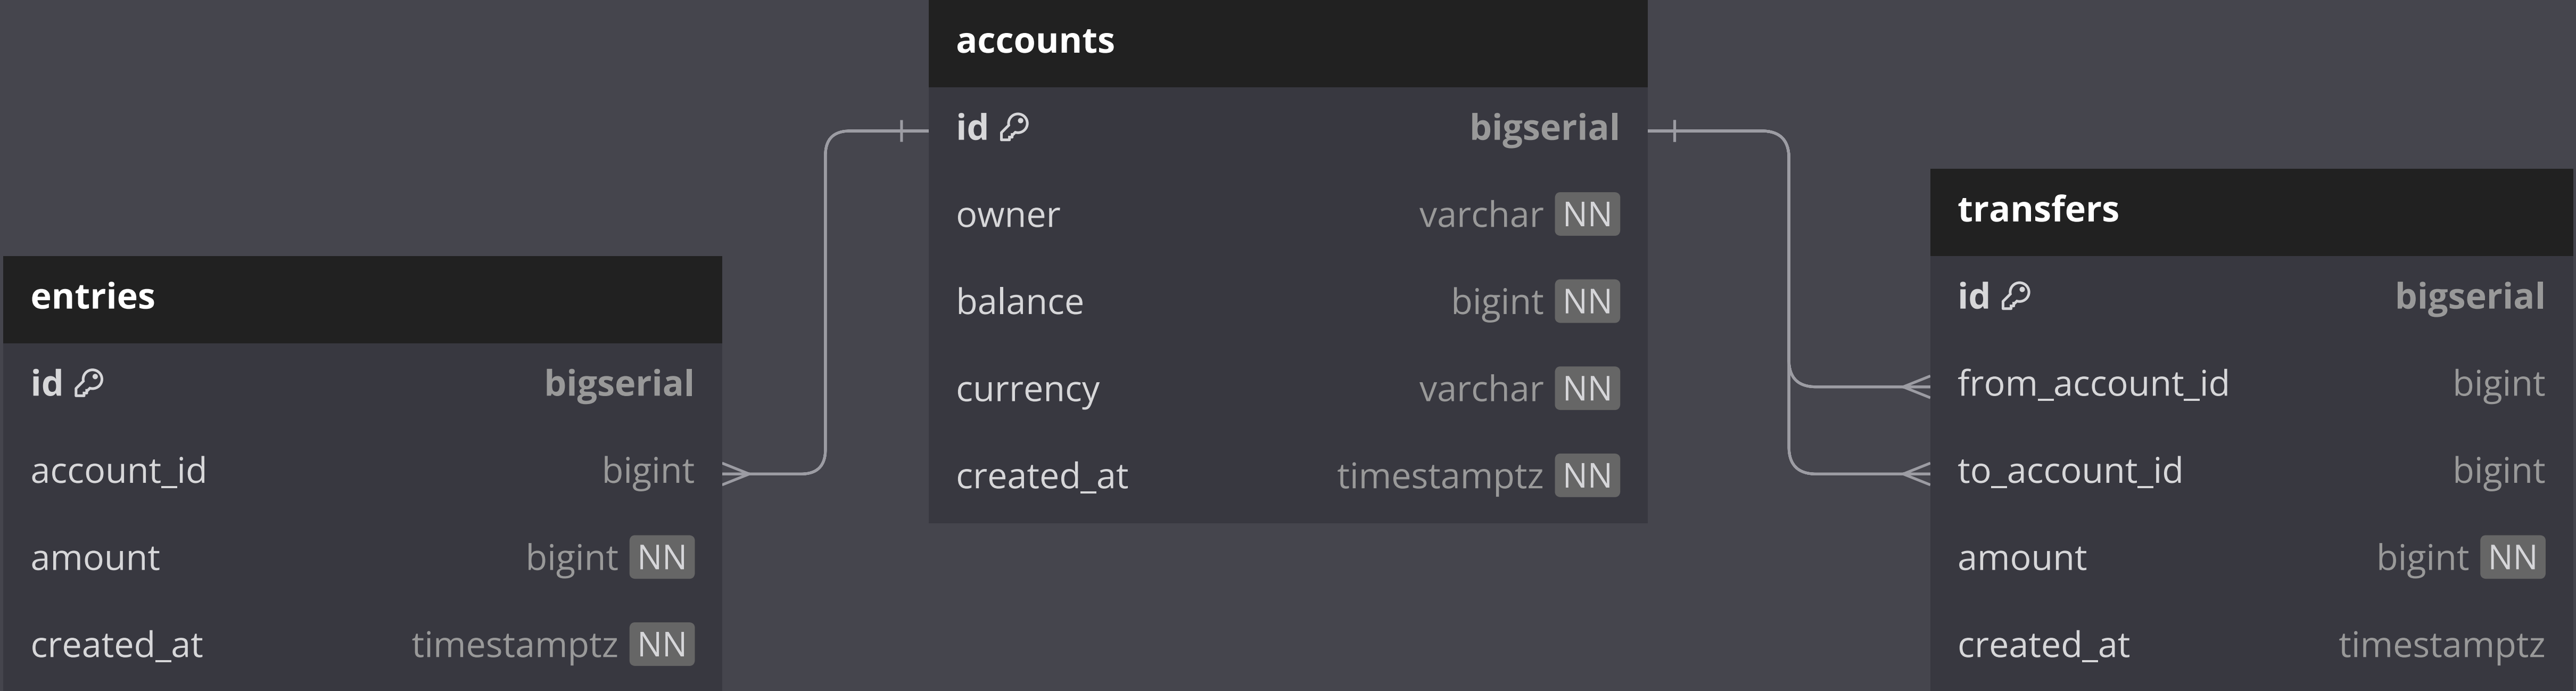 accounts
id bigserial
owner varchar NN
balance bigint NN
currency varchar NN
created_at timestamptz NN
entries
id bigserial
account_id bigint
amount bigint NN
created_at timestamptz NN
transfers
id bigserial
from_account_id bigint
to_account_id bigint
amount bigint NN
created_at timestamptz